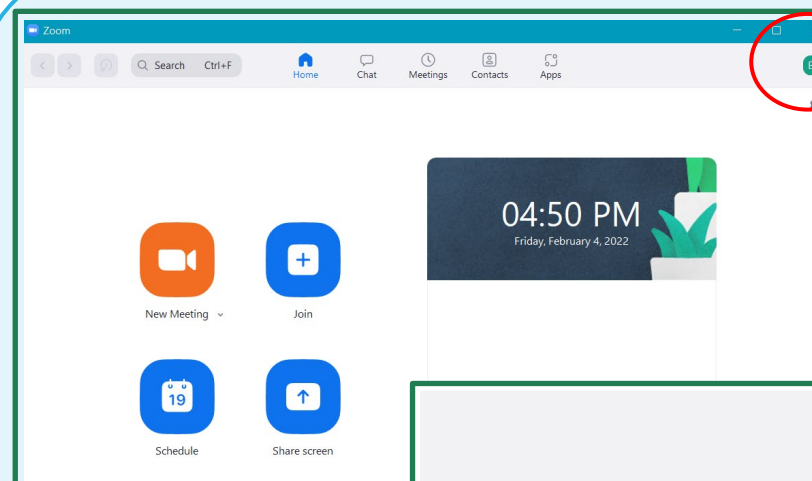 Zoom
Search Ctrl+F
Home Chat Meetings Contacts Apps
04:50 PM
Friday, February 4, 2022
New Meeting Join
19
Schedule Share screen